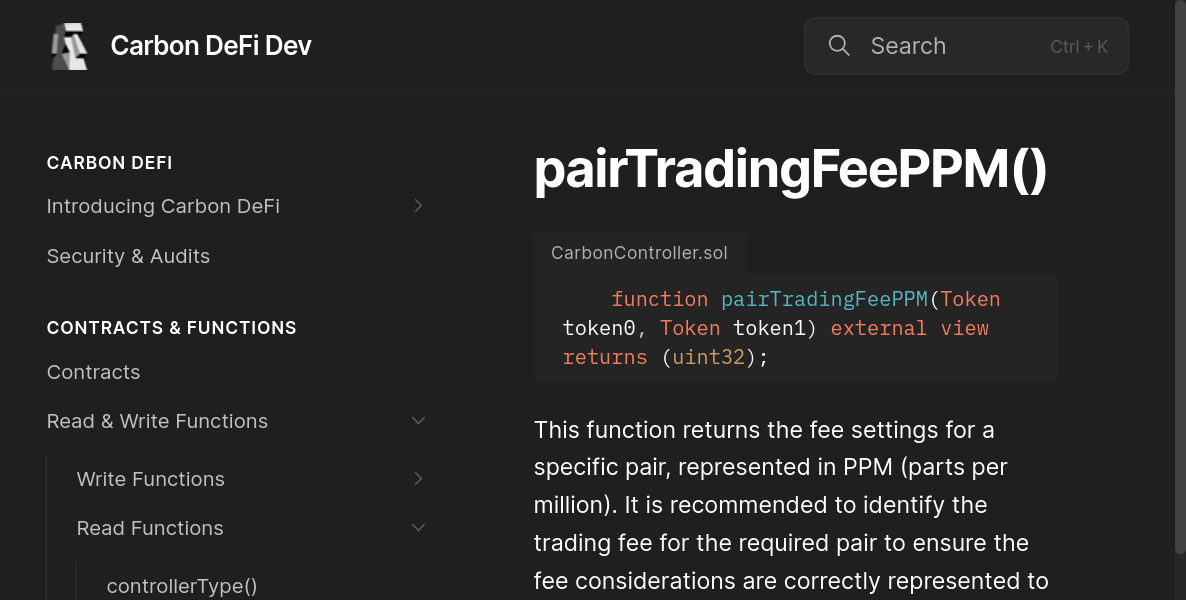 Carbon DeFi Dev
Search
Ctrl + K
CARBON DEFI
Introducing Carbon DeFi
Security & Audits
CONTRACTS & FUNCTIONS
Contracts
Read & Write Functions
Write Functions
Read Functions
controllerType()
pairTradingFeePPM()
CarbonController.sol
function pairTradingFeePPM(Token
token0, Token token1) external view
returns (uint32);
This function returns the fee settings for a
specific pair, represented in PPM (parts per
million). It is recommended to identify the
trading fee for the required pair to ensure the
fee considerations are correctly represented to